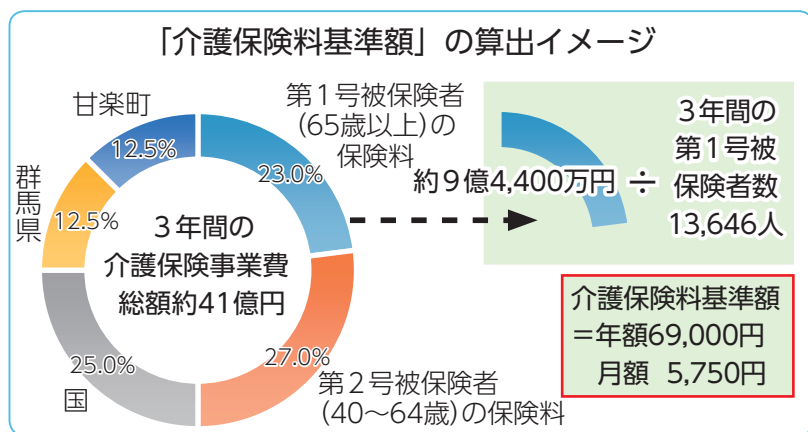 「介護保険料基準額」の算出イメージ
甘楽町
12.5%
群馬県
12.5%
国
25.0%
3年間の
介護保険事業費
総額約41億円
第1号被保険者
(65歳以上)の
保険料
23.0%
27.0%
第2号被保険者
(40〜64歳)の保険料
約9億4,400万円 ÷
3年間の
第1号被
保険者数
13,646人
介護保険料基準額
=年額69,000円
月額 5,750円